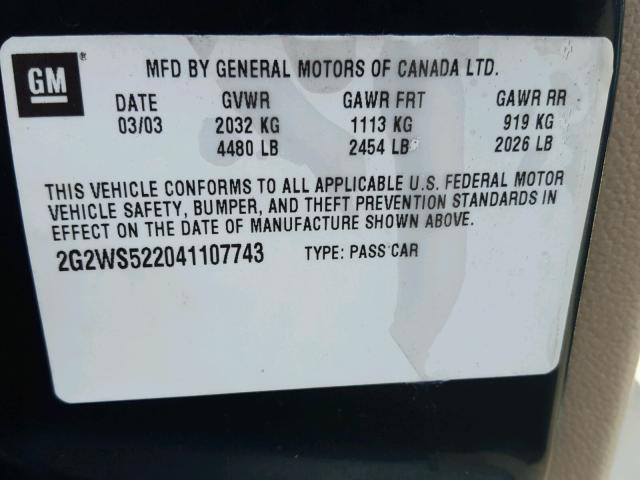 GM
MFD BY GENERAL MOTORS OF CANADA LTD.
DATE GVWR GAWR FRT GAWR RR
03/03 2032 KG 1113 KG 919 KG
4480 LB 2454 LB 2026 LB
THIS VEHICLE CONFORMS TO ALL APPLICABLE U.S. FEDERAL MOTOR
VEHICLE SAFETY, BUMPER, AND THEFT PREVENTION STANDARDS IN
EFFECT ON THE DATE OF MANUFACTURE SHOWN ABOVE.
2G2WS522041107743 TYPE: PASS CAR